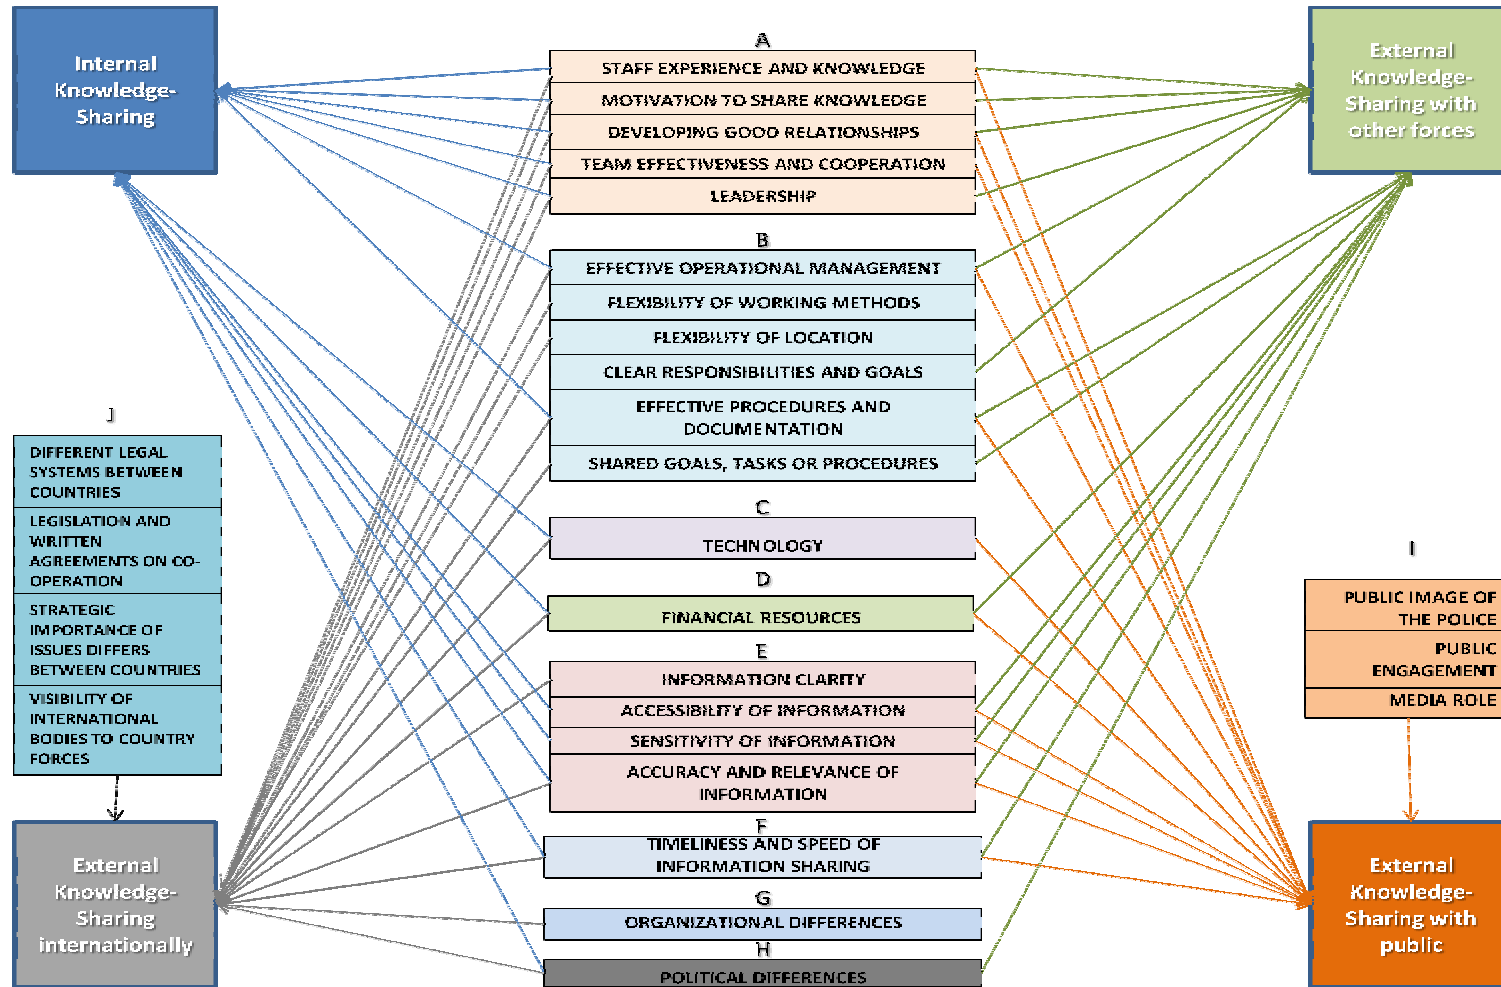 Internal
Knowledge-
Sharing
External
Knowledge-
Sharing with
other forces
A
STAFF EXPERIENCE AND KNOWLEDGE
MOTIVATION TO SHARE KNOWLEDGE
DEVELOPING GOOD RELATIONSHIPS
TEAM EFFECTIVENESS AND COOPERATION
LEADERSHIP
B
EFFECTIVE OPERATIONAL MANAGEMENT
FLEXIBILITY OF WORKING METHODS
FLEXIBILITY OF LOCATION
CLEAR RESPONSIBILITIES AND GOALS
EFFECTIVE PROCEDURES AND
DOCUMENTATION
SHARED GOALS, TASKS OR PROCEDURES
C
TECHNOLOGY
D
FINANCIAL RESOURCES
E
INFORMATION CLARITY
ACCESSIBILITY OF INFORMATION
SENSITIVITY OF INFORMATION
ACCURACY AND RELEVANCE OF
INFORMATION
F
TIMELINESS AND SPEED OF
INFORMATION SHARING
G
ORGANIZATIONAL DIFFERENCES
H
POLITICAL DIFFERENCES
J
DIFFERENT LEGAL
SYSTEMS BETWEEN
COUNTRIES
LEGISLATION AND
WRITTEN
AGREEMENTS ON CO-
OPERATION
STRATEGIC
IMPORTANCE OF
ISSUES DIFFERS
BETWEEN COUNTRIES
VISIBILITY OF
INTERNATIONAL
BODIES TO COUNTRY
FORCES
I
PUBLIC IMAGE OF
THE POLICE
PUBLIC
ENGAGEMENT
MEDIA ROLE
External
Knowledge-
Sharing
internationally
External
Knowledge-
Sharing with
public